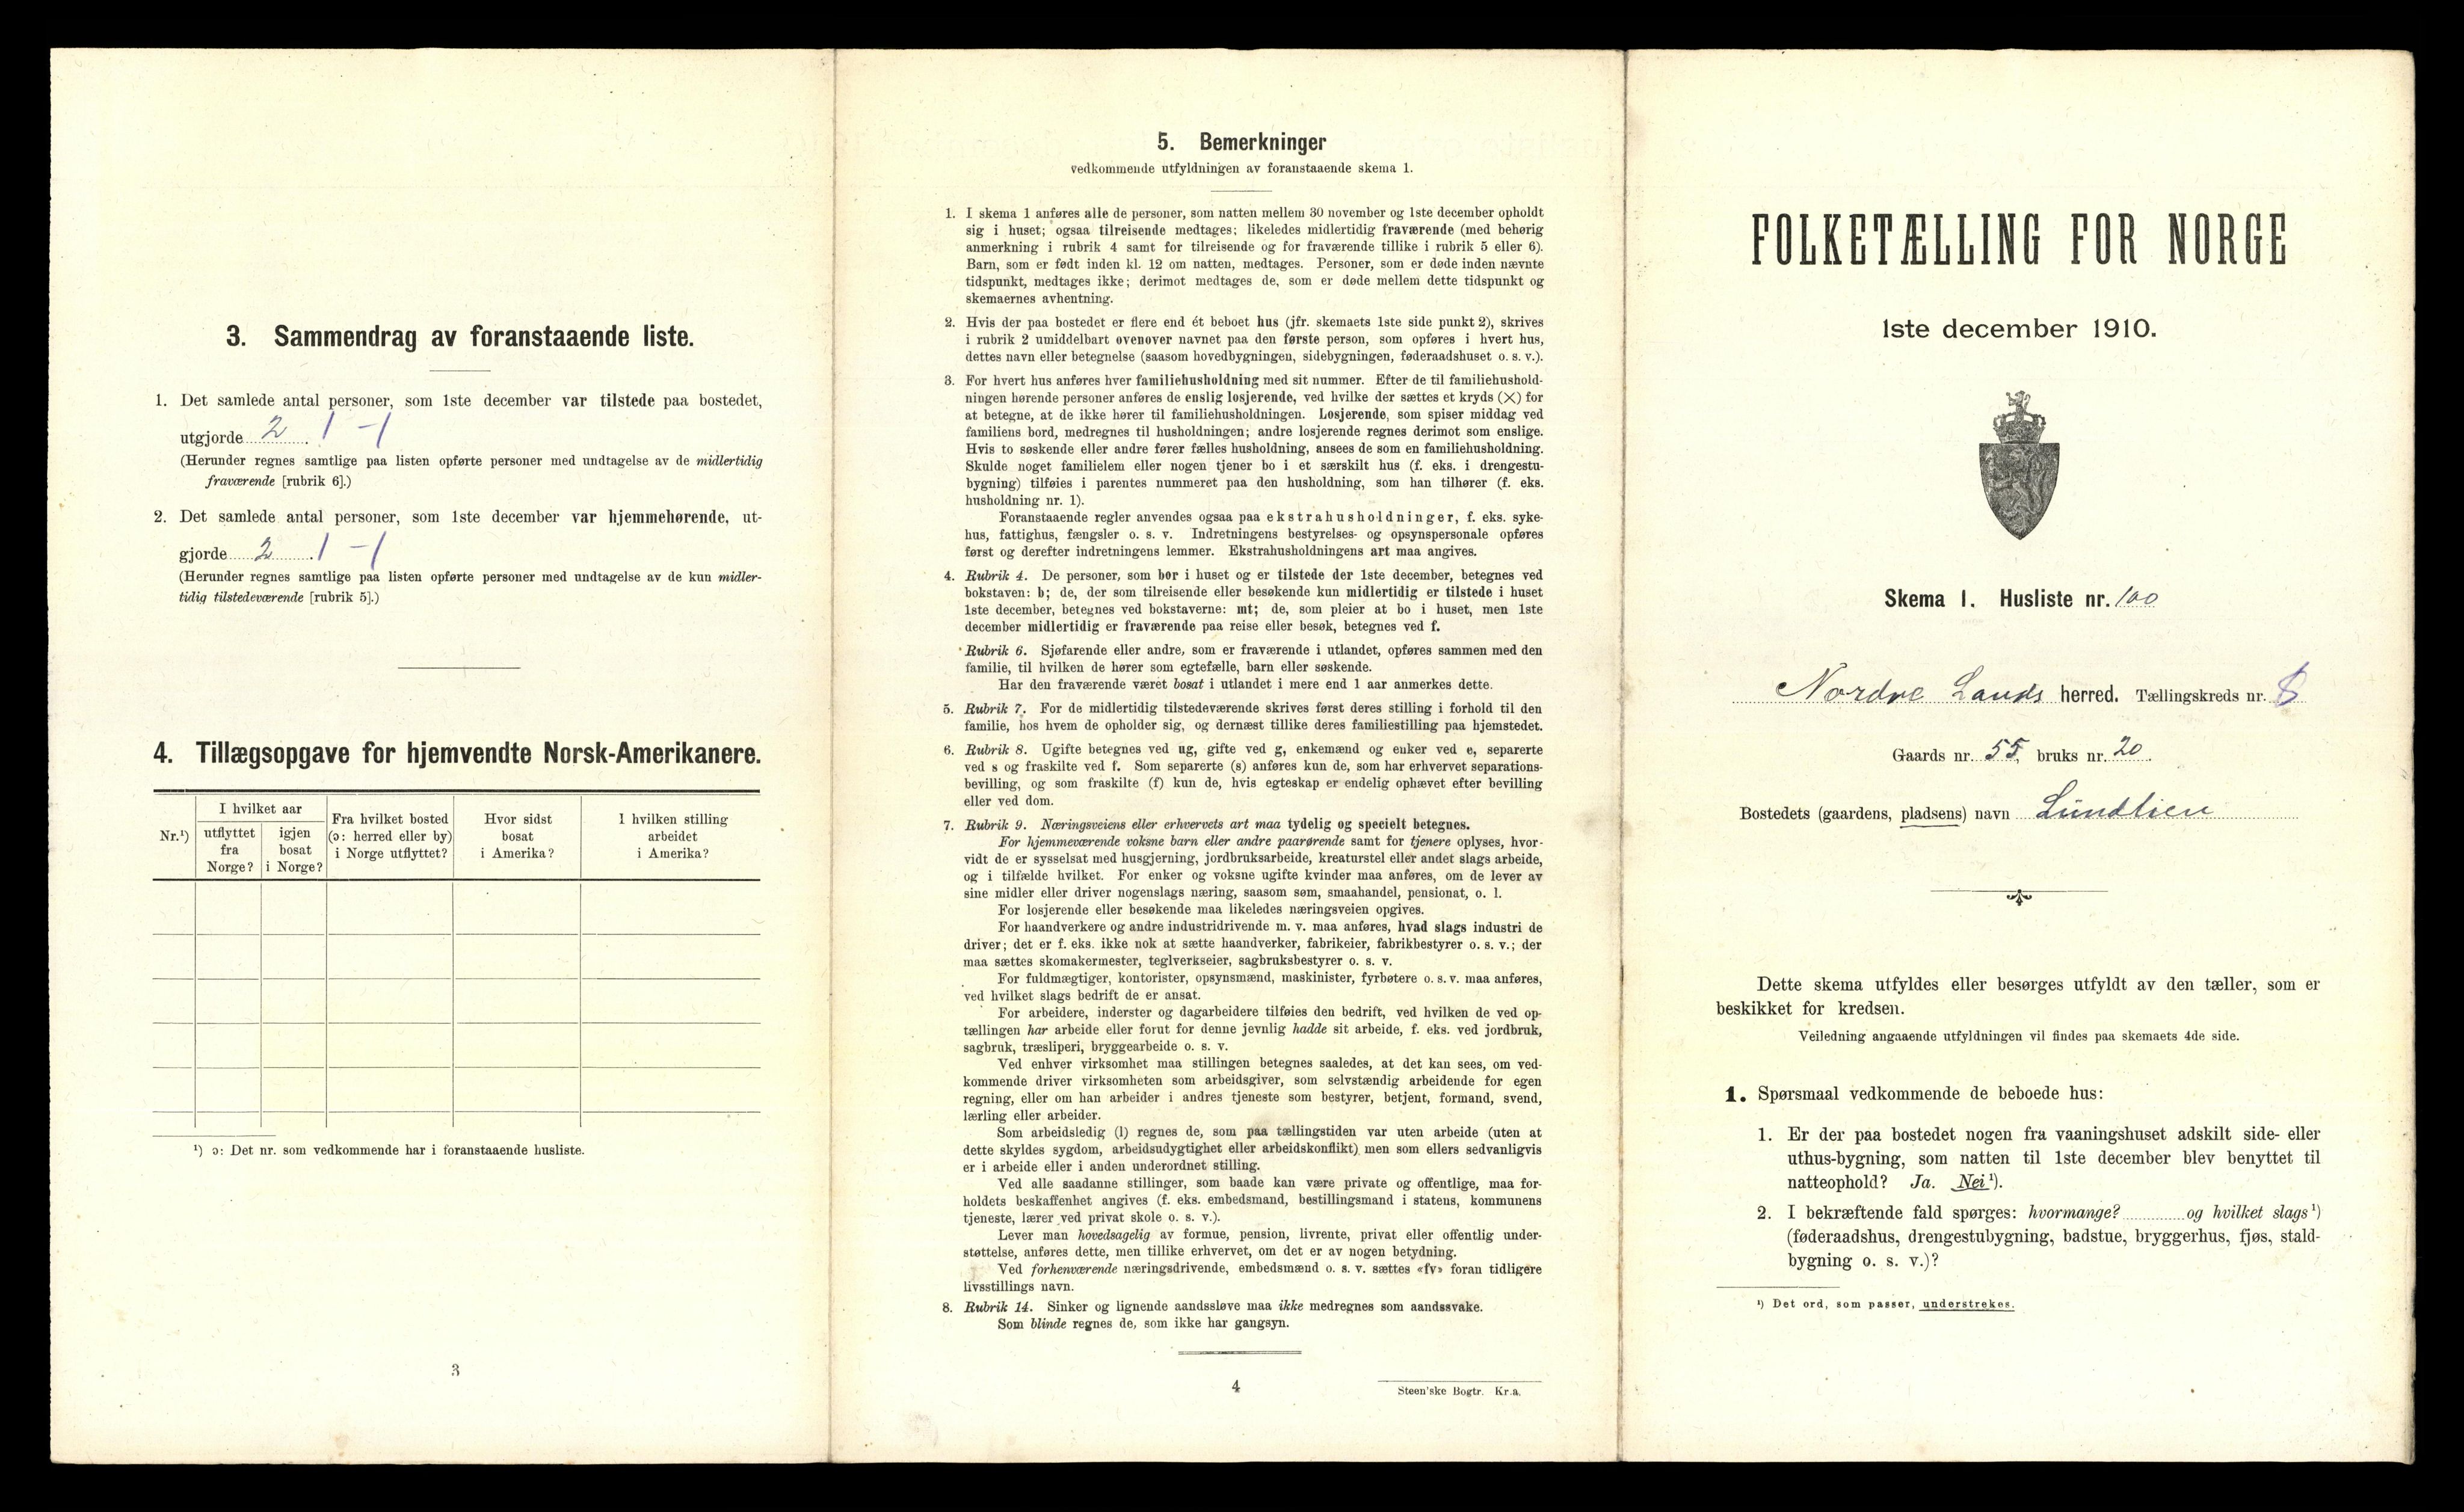 3. Sammendrag av foranstaaende liste.
1. Det samlede antal personer, som 1ste december var tilstede paa bostedet,
utgjorde 2 . 1 – 1
(Herunder regnes samtlige paa listen opførte personer med undtagelse av de midlertidig
fraværende [rubrik 6].)
2. Det samlede antal personer, som 1ste december var hjemmehørende, ut-
gjorde 2 . 1 – 1
(Herunder regnes samtlige paa listen opførte personer med undtagelse av de kun midler-
tidig tilstedeværende [rubrik 5].)
4. Tillægsopgave for hjemvendte Norsk-Amerikanere.
Nr.¹)
I hvilket aar
utflyttet
fra
Norge?
igjen
bosat
i Norge?
Fra hvilket bosted
(ɔ: herred eller by)
i Norge utflyttet?
Hvor sidst
bosat
i Amerika?
I hvilken stilling
arbeidet
i Amerika?
¹) ɔ: Det nr. som vedkommende har i foranstaaende husliste.
3
5. Bemerkninger
vedkommende utfyldningen av foranstaaende skema 1.
1. I skema 1 anføres alle de personer, som natten mellem 30 november og 1ste december opholdt
sig i huset; ogsaa tilreisende medtages; likeledes midlertidig fraværende (med behørig
anmerkning i rubrik 4 samt for tilreisende og for fraværende tillike i rubrik 5 eller 6).
Barn, som er født inden kl. 12 om natten, medtages. Personer, som er døde inden nævnte
tidspunkt, medtages ikke; derimot medtages de, som er døde mellem dette tidspunkt og
skemaernes avhentning.
2. Hvis der paa bostedet er flere end ét beboet hus (jfr. skemaets 1ste side punkt 2), skrives
i rubrik 2 umiddelbart ovenover navnet paa den første person, som opføres i hvert hus,
dettes navn eller betegnelse (saasom hovedbygningen, sidebygningen, føderaadshuset o. s. v.).
3. For hvert hus anføres hver familiehusholdning med sit nummer. Efter de til familiehushold-
ningen hørende personer anføres de enslig losjerende, ved hvilke der sættes et kryds (×) for
at betegne, at de ikke hører til familiehusholdningen. Losjerende, som spiser middag ved
familiens bord, medregnes til husholdningen; andre losjerende regnes derimot som enslige.
Hvis to søskende eller andre fører fælles husholdning, ansees de som en familiehusholdning.
Skulde noget familielem eller nogen tjener bo i et særskilt hus (f. eks. i drengestu-
bygning) tilføies i parentes nummeret paa den husholdning, som han tilhører (f. eks.
husholdning nr. 1).
Foranstaaende regler anvendes ogsaa paa ekstrahusholdninger, f. eks. syke-
hus, fattighus, fængsler o. s. v. Indretningens bestyrelses- og opsynspersonale opføres
først og derefter indretningens lemmer. Ekstrahusholdningens art maa angives.
4. Rubrik 4. De personer, som bor i huset og er tilstede der 1ste december, betegnes ved
bokstaven: b; de, der som tilreisende eller besøkende kun midlertidig er tilstede i huset
1ste december, betegnes ved bokstaverne: mt; de, som pleier at bo i huset, men 1ste
december midlertidig er fraværende paa reise eller besøk, betegnes ved f.
Rubrik 6. Sjøfarende eller andre, som er fraværende i utlandet, opføres sammen med den
familie, til hvilken de hører som egtefælle, barn eller søskende.
Har den fraværende været bosat i utlandet i mere end 1 aar anmerkes dette.
5. Rubrik 7. For de midlertidig tilstedeværende skrives først deres stilling i forhold til den
familie, hos hvem de opholder sig, og dernæst tillike deres familiestilling paa hjemstedet.
6. Rubrik 8. Ugifte betegnes ved ug, gifte ved g, enkemænd og enker ved e, separerte
ved s og fraskilte ved f. Som separerte (s) anføres kun de, som har erhvervet separations-
bevilling, og som fraskilte (f) kun de, hvis egteskap er endelig ophævet efter bevilling
eller ved dom.
7. Rubrik 9. Næringsveiens eller erhvervets art maa tydelig og specielt betegnes.
For hjemmeværende voksne barn eller andre paarørende samt for tjenere oplyses, hvor-
vidt de er sysselsat med husgjerning, jordbruksarbeide, kreaturstel eller andet slags arbeide,
og i tilfælde hvilket. For enker og voksne ugifte kvinder maa anføres, om de lever av
sine midler eller driver nogenslags næring, saasom søm, smaahandel, pensionat, o. l.
For losjerende eller besøkende maa likeledes næringsveien opgives.
For haandverkere og andre industridrivende m. v. maa anføres, hvad slags industri de
driver; det er f. eks. ikke nok at sætte haandverker, fabrikeier, fabrikbestyrer o. s. v.; der
maa sættes skomakermester, teglverkseier, sagbruksbestyrer o. s. v.
For fuldmægtiger, kontorister, opsynsmænd, maskinister, fyrbøtere o. s. v. maa anføres,
ved hvilket slags bedrift de er ansat.
For arbeidere, inderster og dagarbeidere tilføies den bedrift, ved hvilken de ved op-
tællingen har arbeide eller forut for denne jevnlig hadde sit arbeide, f. eks. ved jordbruk,
sagbruk, træsliperi, bryggearbeide o. s. v.
Ved enhver virksomhet maa stillingen betegnes saaledes, at det kan sees, om ved-
kommende driver virksomheten som arbeidsgiver, som selvstændig arbeidende for egen
regning, eller om han arbeider i andres tjeneste som bestyrer, betjent, formand, svend,
lærling eller arbeider.
Som arbeidsledig (l) regnes de, som paa tællingstiden var uten arbeide (uten at
dette skyldes sygdom, arbeidsudygtighet eller arbeidskonflikt) men som ellers sedvanligvis
er i arbeide eller i anden underordnet stilling.
Ved alle saadanne stillinger, som baade kan være private og offentlige, maa for-
holdets beskaffenhet angives (f. eks. embedsmand, bestillingsmand i statens, kommunens
tjeneste, lærer ved privat skole o. s. v.).
Lever man hovedsagelig av formue, pension, livrente, privat eller offentlig under-
støttelse, anføres dette, men tillike erhvervet, om det er av nogen betydning.
Ved forhenværende næringsdrivende, embedsmænd o. s. v. sættes «fv» foran tidligere
livsstillings navn.
8. Rubrik 14. Sinker og lignende aandssløve maa ikke medregnes som aandssvake.
Som blinde regnes de, som ikke har gangsyn.
4
Steen'ske Bogtr. Kr.a.
FOLKETÆLLING FOR NORGE
1ste december 1910.
Skema 1. Husliste nr. 100
Nordre Lands herred. Tællingskreds nr. 8
Gaards nr. 55, bruks nr. 20.
Bostedets (gaardens, pladsens) navn Lundlien
Dette skema utfyldes eller besørges utfyldt av den tæller, som er
beskikket for kredsen.
Veiledning angaaende utfyldningen vil findes paa skemaets 4de side.
1. Spørsmaal vedkommende de beboede hus:
1. Er der paa bostedet nogen fra vaaningshuset adskilt side- eller
uthus-bygning, som natten til 1ste december blev benyttet til
natteophold? Ja. Nei¹).
2. I bekræftende fald spørges: hvormange? og hvilket slags¹)
(føderaadshus, drengestubygning, badstue, bryggerhus, fjøs, stald-
bygning o. s. v.)?
¹) Det ord, som passer, understrekes.